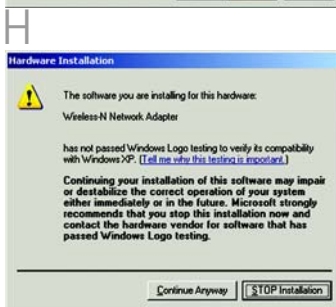 H
Hardware Installation
The software you are installing for this hardware:
Wireless-N Network Adapter
has not passed Windows Logo testing to verify its compatibility
with Windows XP. (Tell me why this testing is important.)
Continuing your installation of this software may impair
or destabilize the correct operation of your system
either immediately or in the future. Microsoft strongly
recommends that you stop this installation now and
contact the hardware vendor for software that has
passed Windows Logo testing.
Continue Anyway STOP Installation